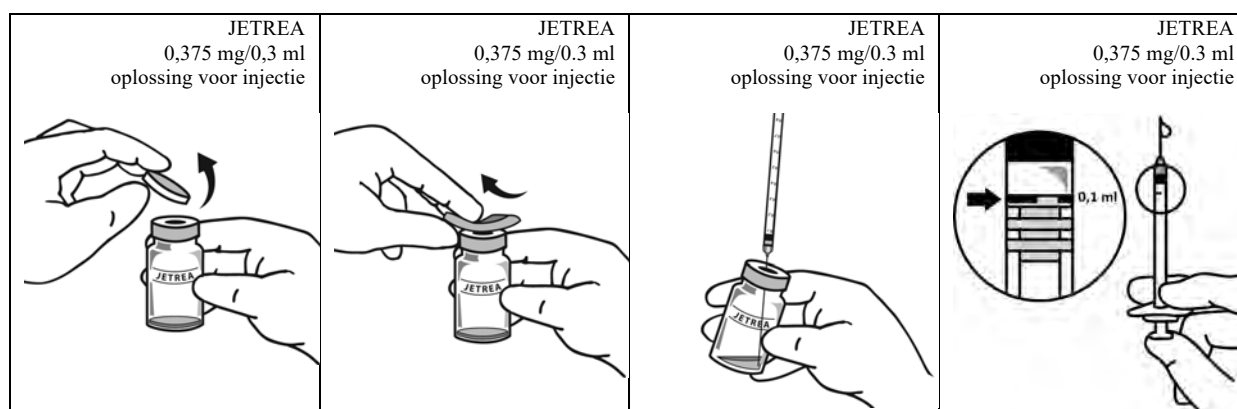 JETREA
0,375 mg/0,3 ml
oplossing voor injectie
JETREA
JETREA
0,375 mg/0.3 ml
oplossing voor injectie
JETREA
JETREA
0,375 mg/0.3 ml
oplossing voor injectie
JETREA
JETREA
0,375 mg/0.3 ml
oplossing voor injectie
0,1 ml